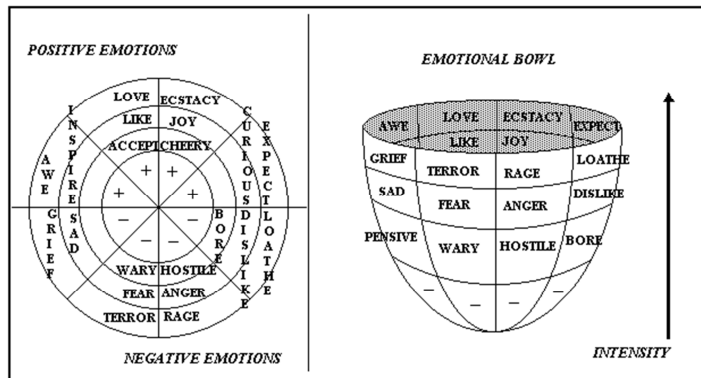 POSITIVE EMOTIONS
LOVE ECSTACY
LIKE JOY
ACCEPT CHEERY
INSPIRE
AWE
CURIOUS
EXPECT
+ +
+ +
− −
− −
GRIEF
SAD
BORE
DISLIKE
LOATHE
WARY HOSTILE
FEAR ANGER
TERROR RAGE
NEGATIVE EMOTIONS
EMOTIONAL BOWL
AWE LOVE ECSTACY EXPECT
LIKE JOY
GRIEF TERROR RAGE LOATHE
SAD FEAR ANGER DISLIKE
PENSIVE WARY HOSTILE BORE
− − − −
INTENSITY